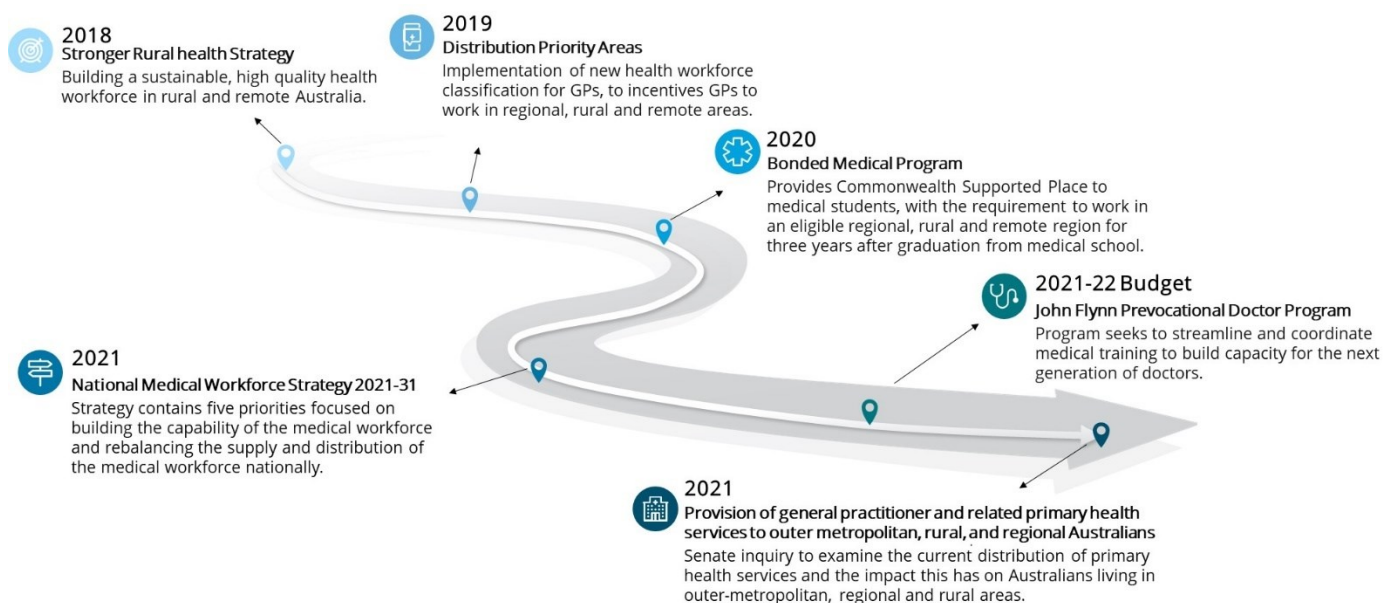 2018
Stronger Rural health Strategy
Building a sustainable, high quality health
workforce in rural and remote Australia.
2019
Distribution Priority Areas
Implementation of new health workforce
classification for GPs, to incentives GPs to
work in regional, rural and remote areas.
2020
Bonded Medical Program
Provides Commonwealth Supported Place to
medical students, with the requirement to work in
an eligible regional, rural and remote region for
three years after graduation from medical school.
2021-22 Budget
John Flynn Prevocational Doctor Program
Program seeks to streamline and coordinate
medical training to build capacity for the next
generation of doctors.
2021
National Medical Workforce Strategy 2021-31
Strategy contains five priorities focused on
building the capability of the medical workforce
and rebalancing the supply and distribution of
the medical workforce nationally.
2021
Provision of general practitioner and related primary health
services to outer metropolitan, rural, and regional Australians
Senate inquiry to examine the current distribution of primary
health services and the impact this has on Australians living in
outer-metropolitan, regional and rural areas.